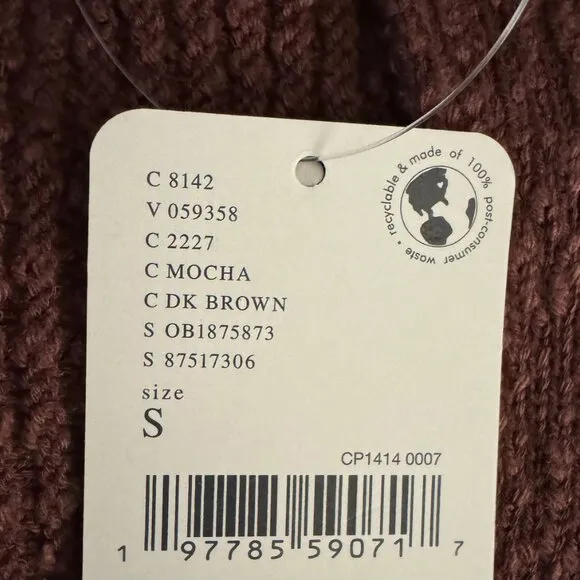 recyclable & made of 100% post-consumer waste •
C 8142
V 059358
C 2227
C MOCHA
C DK BROWN
S OB1875873
S 87517306
size
S
CP1414 0007
1 97785 59071 7